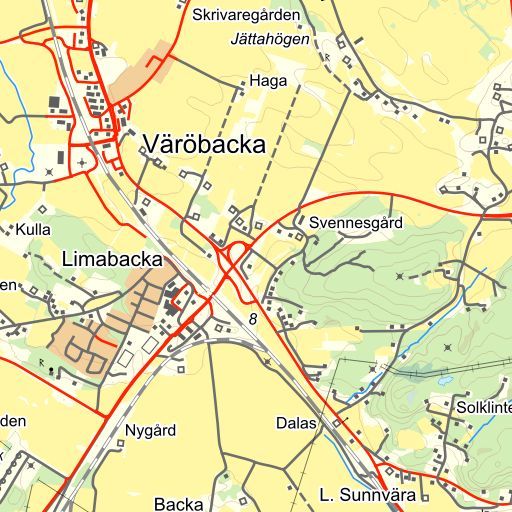 Skrivaregården
Jättahögen
Haga
Väröbacka
Svennesgård
Kulla
Limabacka
en
8
Solklinte
den
Dalas
Nygård
Backa
L. Sunnvära